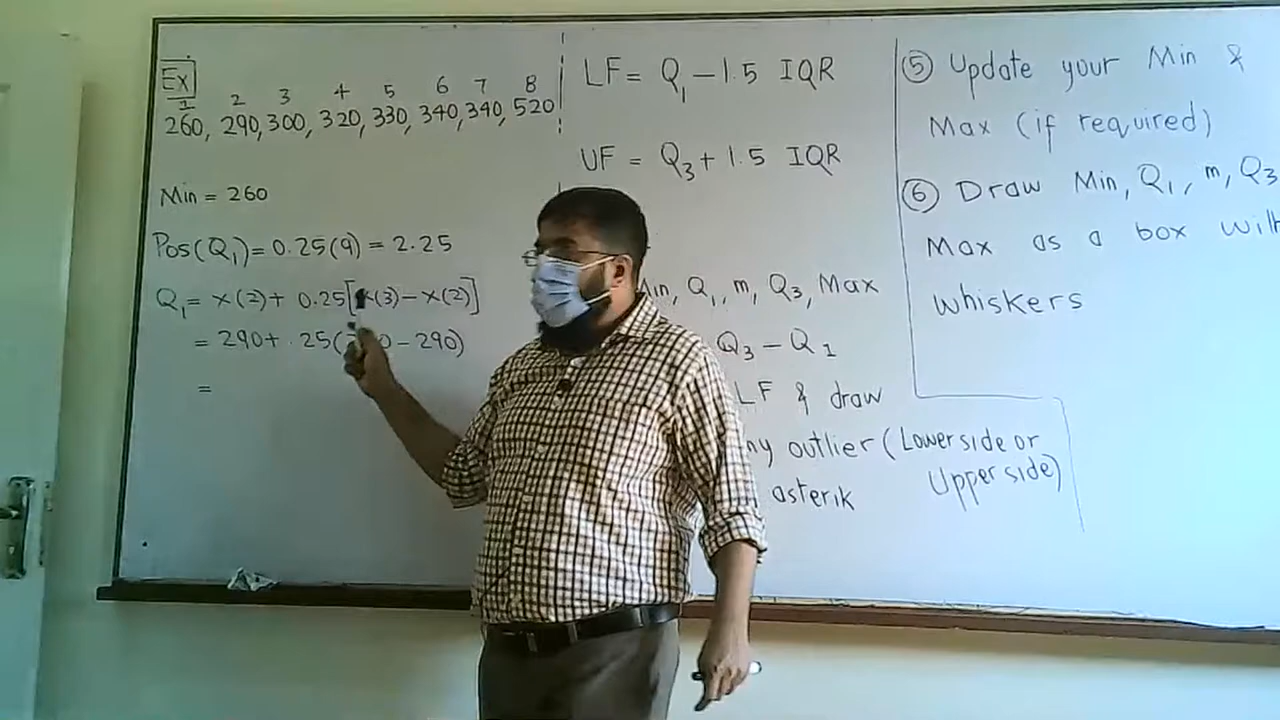 Ex
1 2 3 4 5 6 7 8
260, 290, 300, 320, 330, 340, 340, 520
Min = 260
Pos(Q1) = 0.25(9) = 2.25
Q1 = x(2) + 0.25[x(3) - x(2)]
= 290 + .25( 0 - 290)
=
LF = Q1 - 1.5 IQR
UF = Q3 + 1.5 IQR
Min, Q1, m, Q3, Max
Q3 - Q1
LF & draw
outlier (Lower side or
Upper side)
asterik
⑤ Update your Min &
Max (if required)
⑥ Draw Min, Q1, m, Q3
Max as a box with
whiskers